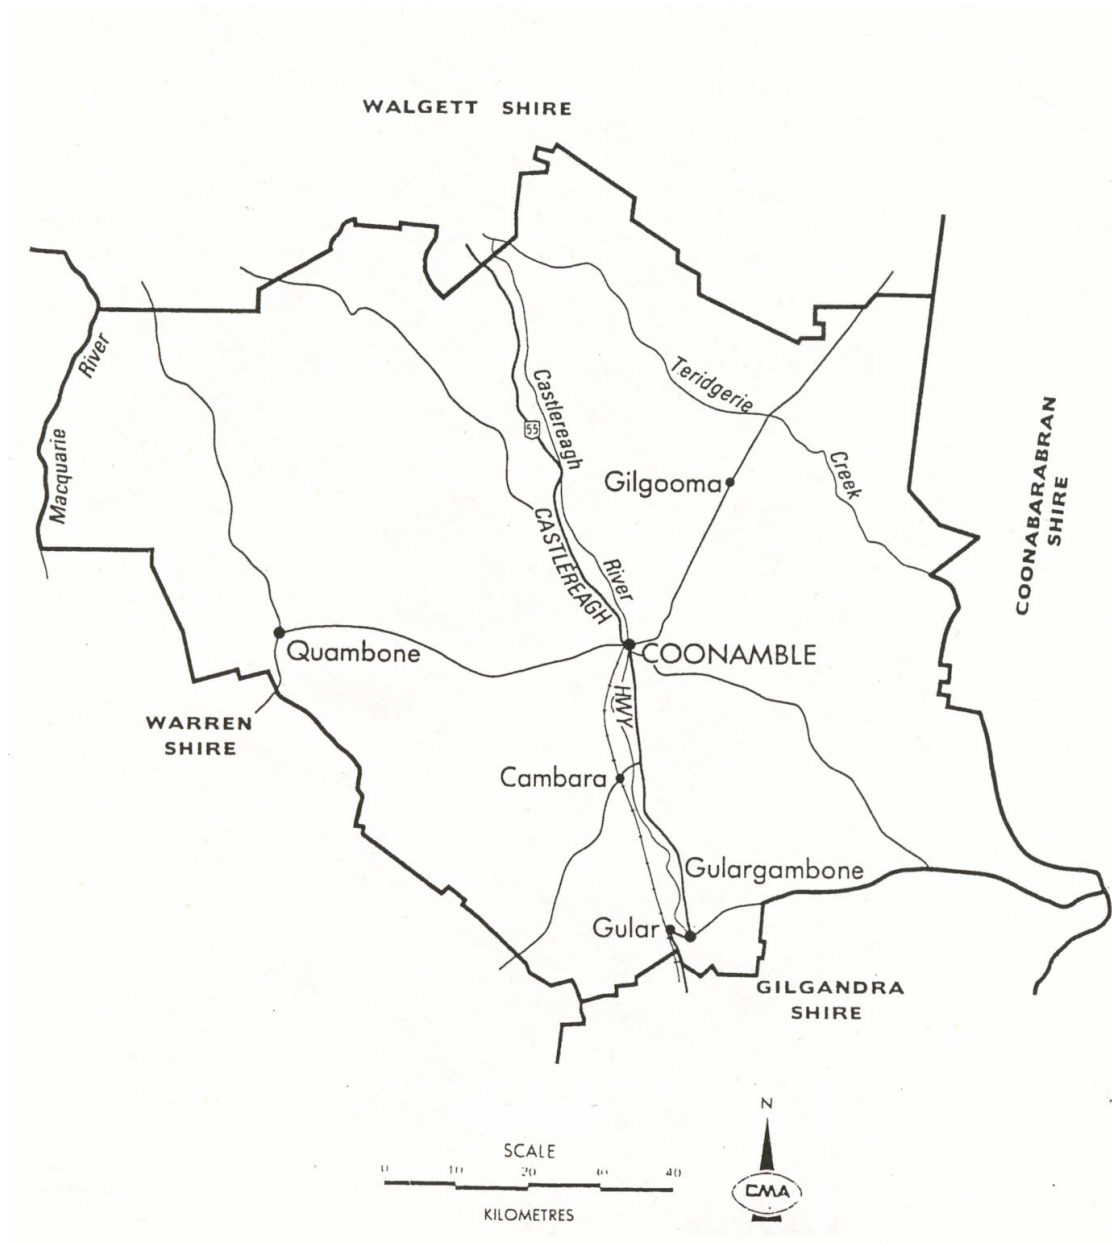 WALGETT SHIRE
River
Macquarie
Castlereagh
55
Teridgerie
Creek
Gilgooma
COONABARABRAN
SHIRE
CASTLEREAGH
River
Quambone
COONAMBLE
HWY
WARREN
SHIRE
Cambara
Gulargambone
Gular
GILGANDRA
SHIRE
N
SCALE
0 10 20 30 40
CMA
KILOMETRES